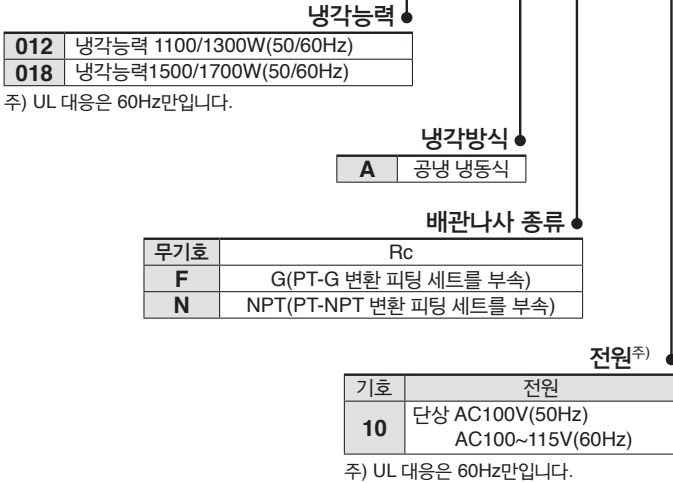 냉각능력
012 냉각능력 1100/1300W(50/60Hz)
018 냉각능력1500/1700W(50/60Hz)
주) UL 대응은 60Hz만입니다.
냉각방식
A 공냉 냉동식
배관나사 종류
무기호 Rc
F G(PT-G 변환 피팅 세트를 부속)
N NPT(PT-NPT 변환 피팅 세트를 부속)
전원주)
기호 전원
10 단상 AC100V(50Hz)
AC100~115V(60Hz)
주) UL 대응은 60Hz만입니다.